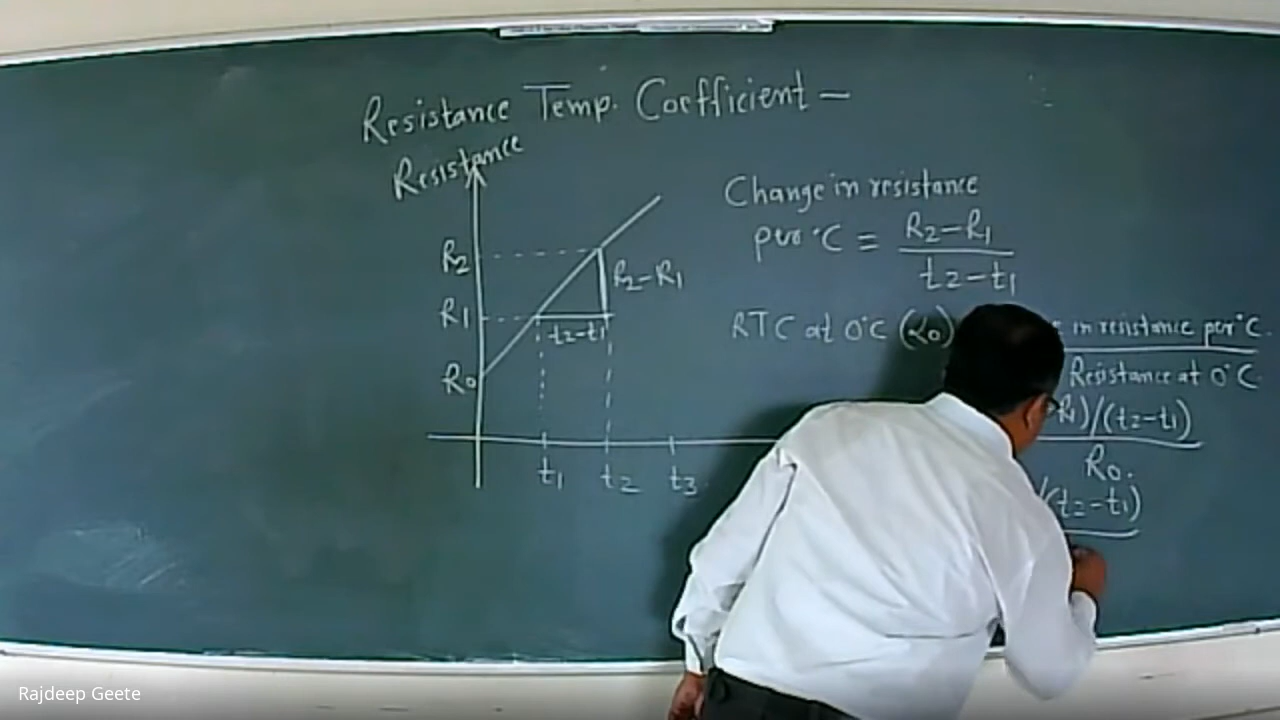 Resistance Temp. Coefficient —
Resistance
R2
R1
R0
R2-R1
t2-t1
t1 t2 t3
Change in resistance
per °C = R2-R1
t2-t1
RTC at 0°C (α0) in resistance per °C.
Resistance at 0°C
R1)/(t2-t1)
R0.
/(t2-t1)
Rajdeep Geete